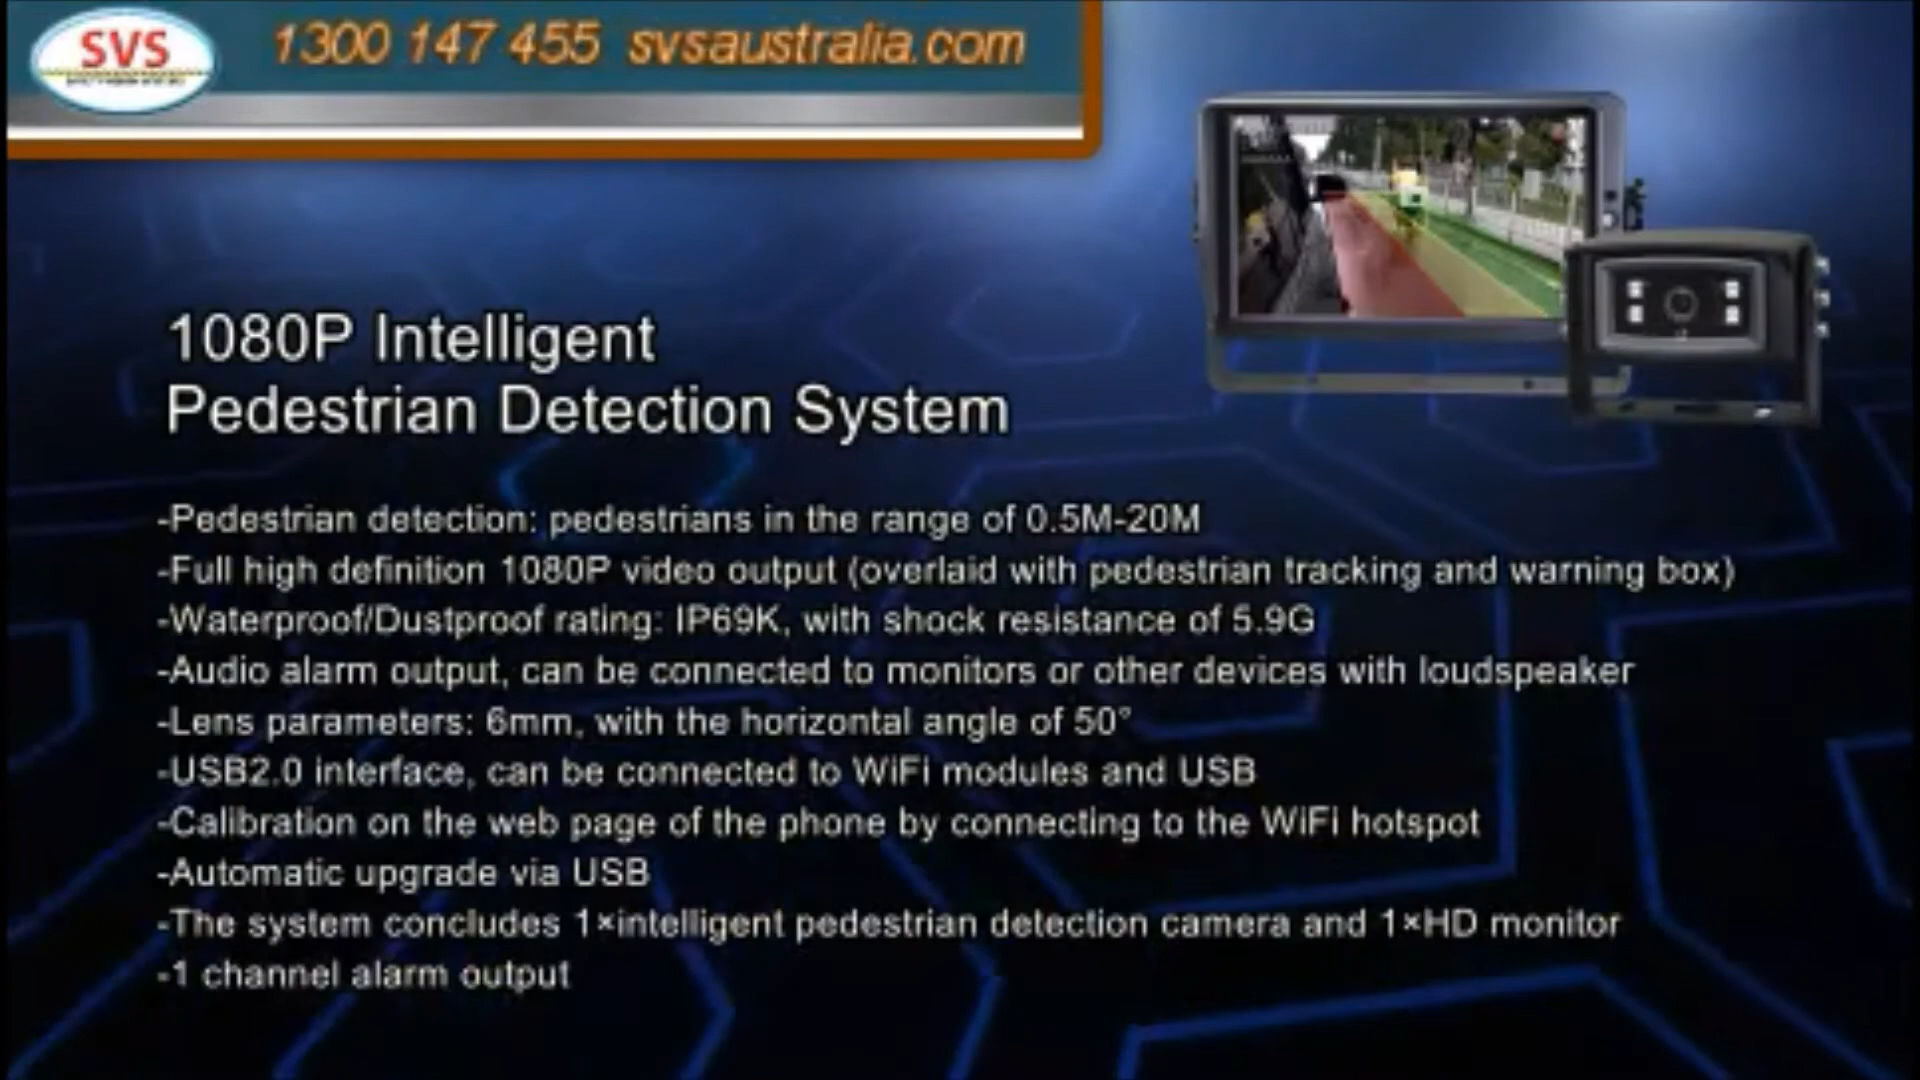 SVS
1300 147 455 svsaustralia.com
1080P Intelligent
Pedestrian Detection System
-Pedestrian detection: pedestrians in the range of 0.5M-20M
-Full high definition 1080P video output (overlaid with pedestrian tracking and warning box)
-Waterproof/Dustproof rating: IP69K, with shock resistance of 5.9G
-Audio alarm output, can be connected to monitors or other devices with loudspeaker
-Lens parameters: 6mm, with the horizontal angle of 50°
-USB2.0 interface, can be connected to WiFi modules and USB
-Calibration on the web page of the phone by connecting to the WiFi hotspot
-Automatic upgrade via USB
-The system concludes 1×intelligent pedestrian detection camera and 1×HD monitor
-1 channel alarm output